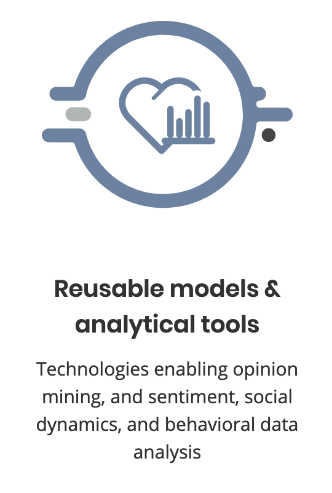 Reusable models &
analytical tools
Technologies enabling opinion
mining, and sentiment, social
dynamics, and behavioral data
analysis